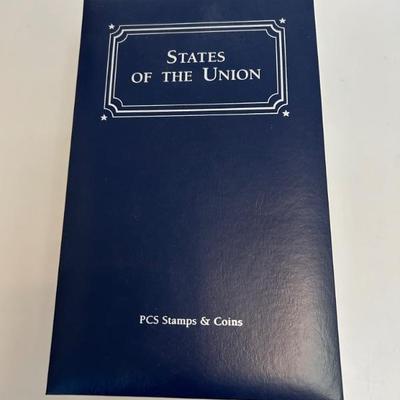 States
of the Union
PCS Stamps & Coins